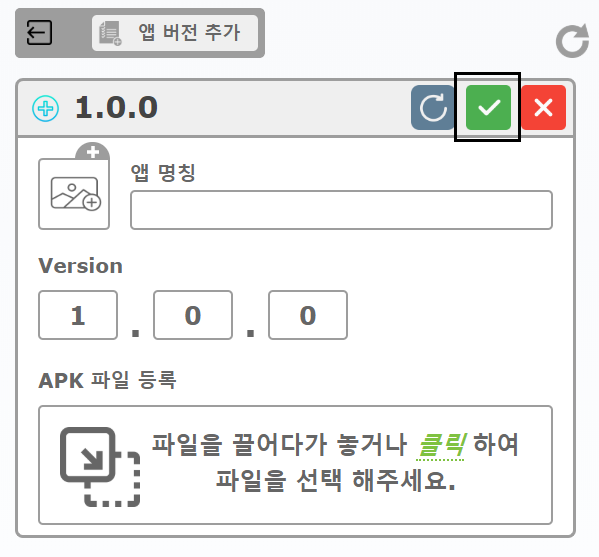 앱 버전 추가
1.0.0
앱 명칭
Version
1 . 0 . 0
APK 파일 등록
파일을 끌어다가 놓거나 클릭 하여
파일을 선택 해주세요.